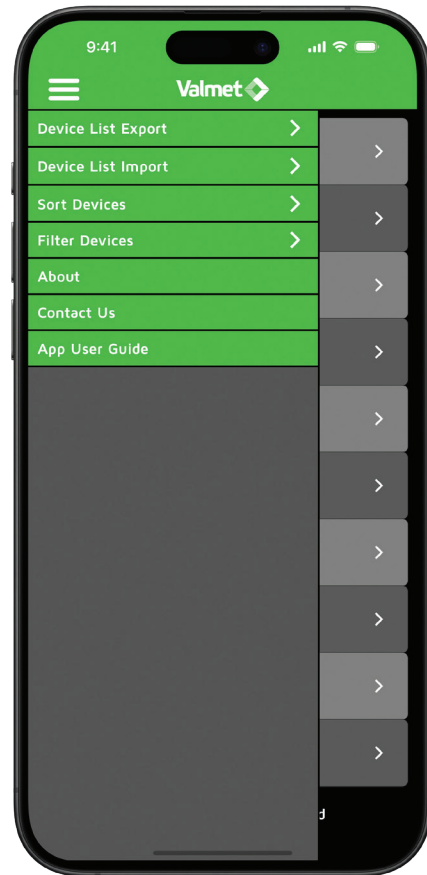 9:41
Valmet
Device List Export
Device List Import
Sort Devices
Filter Devices
About
Contact Us
App User Guide
d